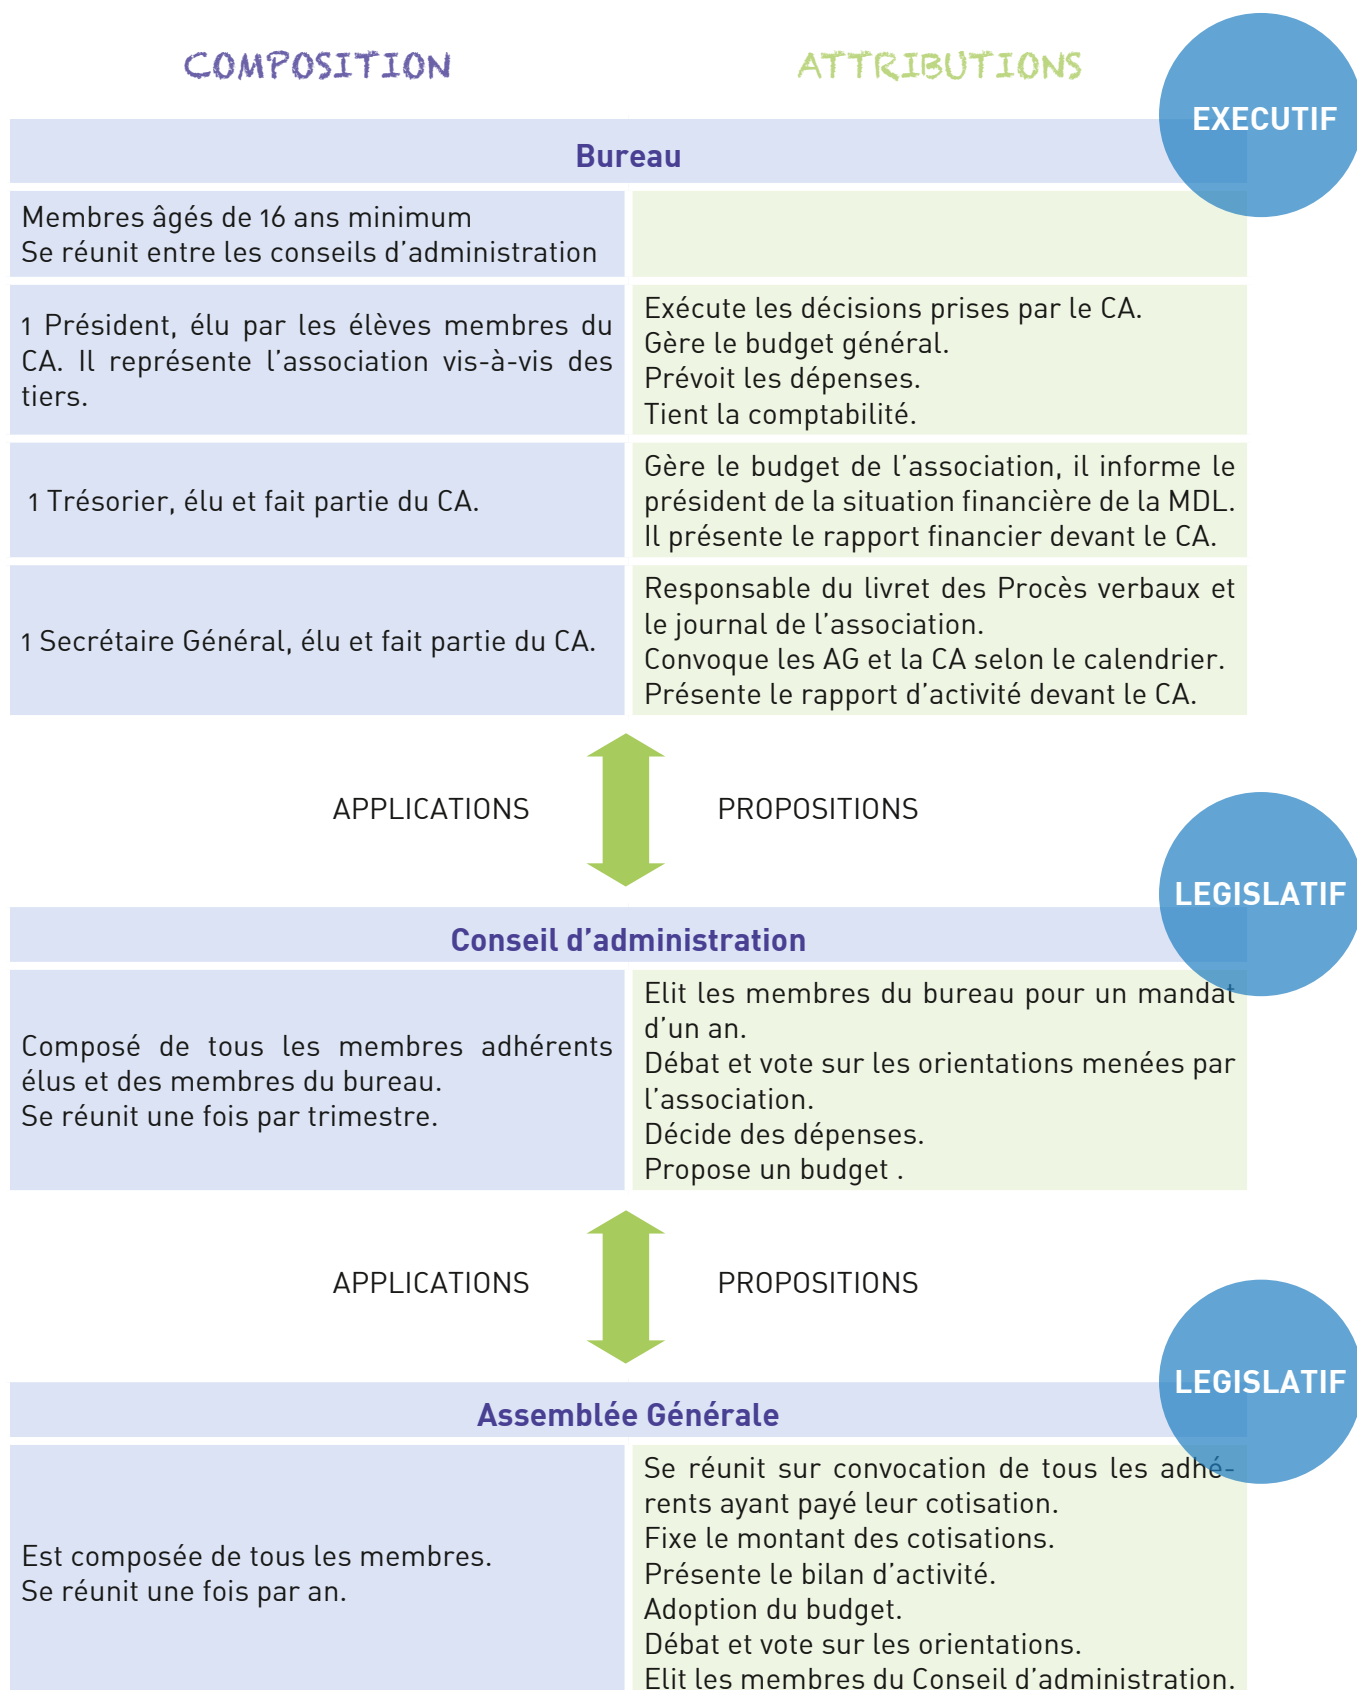 COMPOSITION
ATTRIBUTIONS
EXECUTIF
Bureau
Membres âgés de 16 ans minimum
Se réunit entre les conseils d’administration
1 Président, élu par les élèves membres du
CA. Il représente l’association vis-à-vis des
tiers.
Exécute les décisions prises par le CA.
Gère le budget général.
Prévoit les dépenses.
Tient la comptabilité.
1 Trésorier, élu et fait partie du CA.
Gère le budget de l’association, il informe le
président de la situation financière de la MDL.
Il présente le rapport financier devant le CA.
1 Secrétaire Général, élu et fait partie du CA.
Responsable du livret des Procès verbaux et
le journal de l’association.
Convoque les AG et la CA selon le calendrier.
Présente le rapport d’activité devant le CA.
APPLICATIONS
PROPOSITIONS
LEGISLATIF
Conseil d’administration
Composé de tous les membres adhérents
élus et des membres du bureau.
Se réunit une fois par trimestre.
Elit les membres du bureau pour un mandat
d’un an.
Débat et vote sur les orientations menées par
l’association.
Décide des dépenses.
Propose un budget .
APPLICATIONS
PROPOSITIONS
LEGISLATIF
Assemblée Générale
Est composée de tous les membres.
Se réunit une fois par an.
Se réunit sur convocation de tous les adhé-
rents ayant payé leur cotisation.
Fixe le montant des cotisations.
Présente le bilan d’activité.
Adoption du budget.
Débat et vote sur les orientations.
Elit les membres du Conseil d’administration.